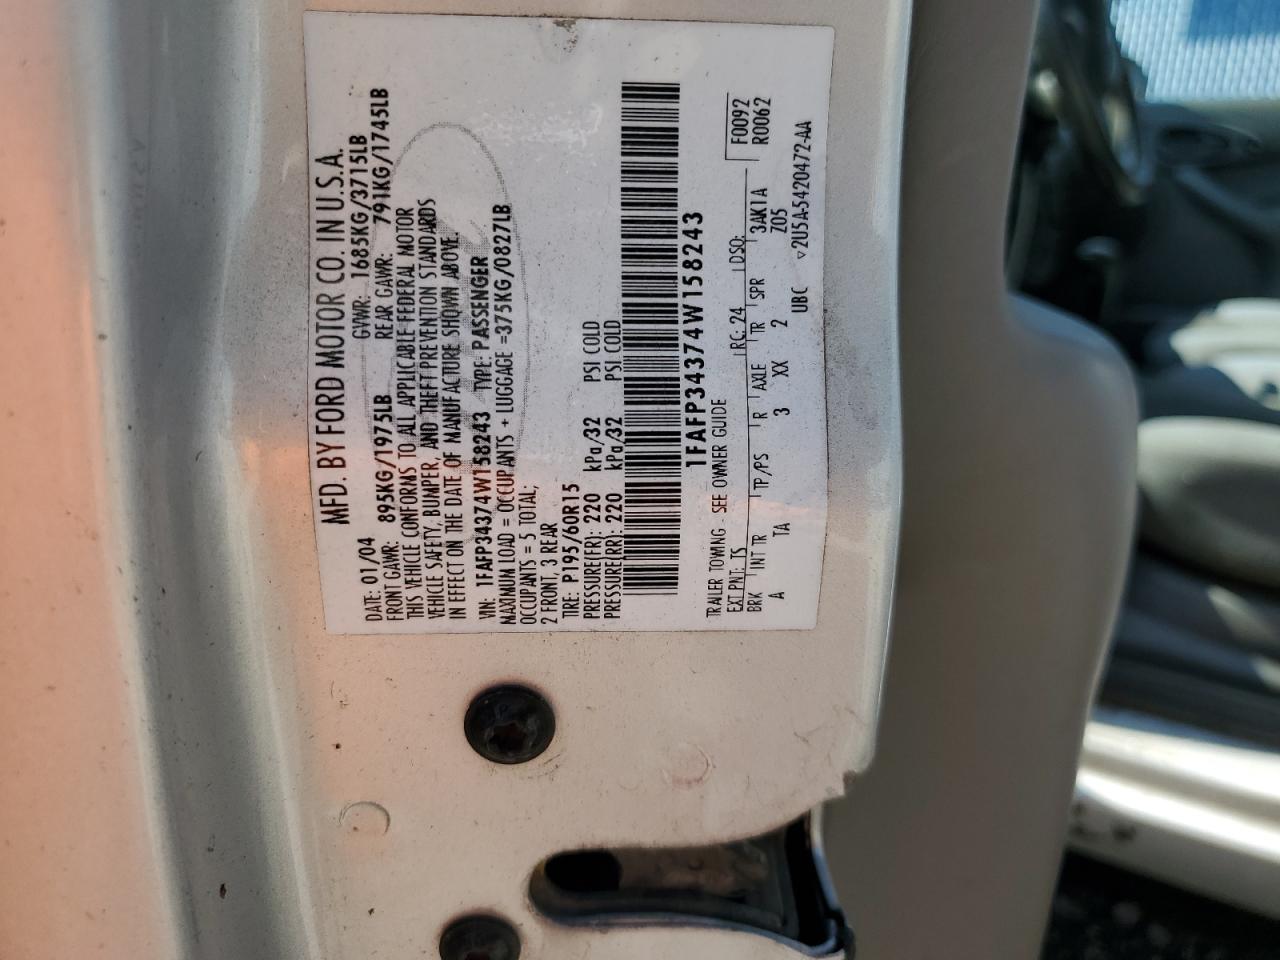 MFD. BY FORD MOTOR CO. IN U.S.A.
DATE: 01/04 GVWR: 1685KG/3715LB
FRONT GAWR: 895KG/1975LB REAR GAWR: 791KG/1745LB
THIS VEHICLE CONFORMS TO ALL APPLICABLE FEDERAL MOTOR
VEHICLE SAFETY, BUMPER, AND THEFT PREVENTION STANDARDS
IN EFFECT ON THE DATE OF MANUFACTURE SHOWN ABOVE.
VIN: 1FAFP34374W158243 TYPE: PASSENGER
MAXIMUM LOAD = OCCUPANTS + LUGGAGE =375KG/0827LB
OCCUPANTS = 5 TOTAL;
2 FRONT, 3 REAR
TIRE: P195/60R15
PRESSURE(FR): 220 kPa/32 PSI COLD
PRESSURE(RR): 220 kPa/32 PSI COLD
1FAFP34374W158243
TRAILER TOWING - SEE OWNER GUIDE
F0092
R0062
EXT PNT: TS RC: 24 DSO:
BRK INT TR TP/PS R AXLE TR SPR 3AK1A
A TA 3 XX 2 Z05
UBC 2U5A-5420472-AA